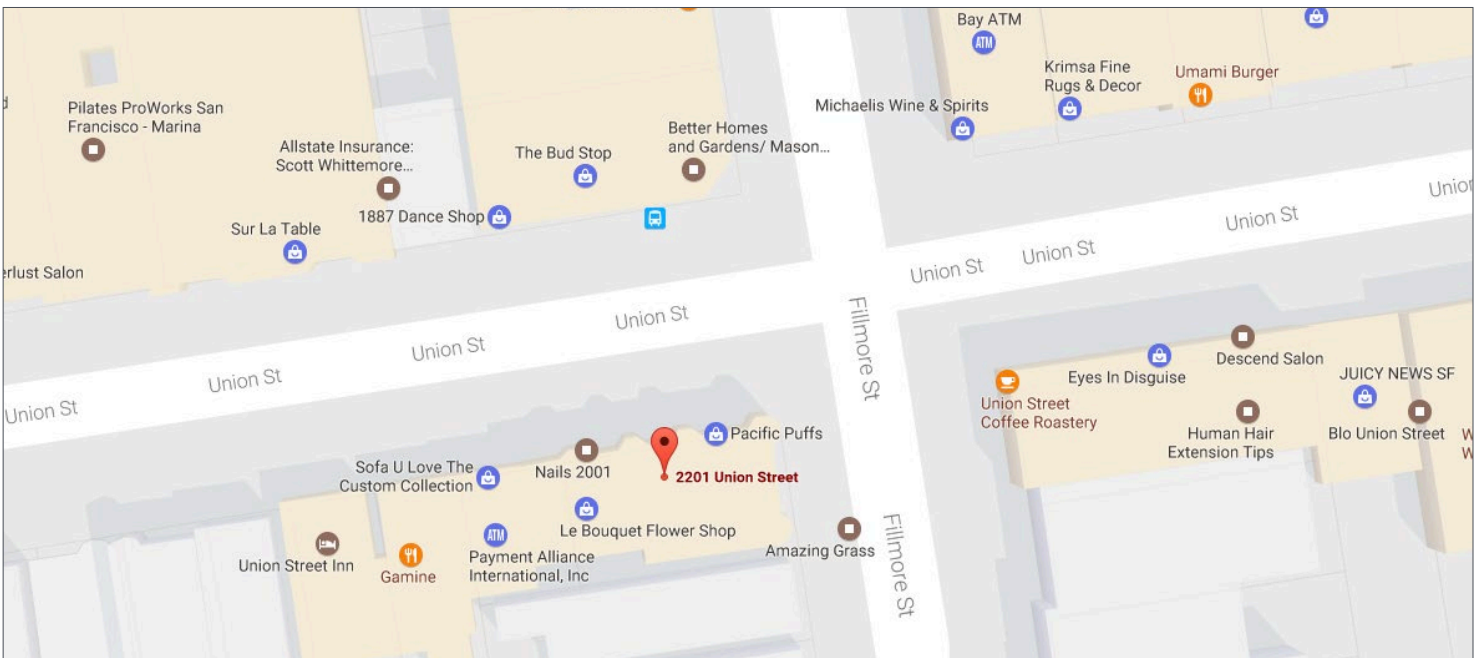 Bay ATM
ATM
Krimsa Fine
Rugs & Decor
Umami Burger
Michaelis Wine & Spirits
Pilates ProWorks San
Francisco - Marina
Allstate Insurance:
Scott Whittemore...
The Bud Stop
Better Homes
and Gardens/ Mason...
1887 Dance Shop
Sur La Table
erlust Salon
Union
Union St
Union St
Union St
Union St
Union St
Union St
Union St
Fillmore St
Eyes In Disguise
Descend Salon
JUICY NEWS SF
Union Street
Coffee Roastery
Human Hair
Extension Tips
Blo Union Street
Pacific Puffs
Sofa U Love The
Custom Collection
Nails 2001
2201 Union Street
Le Bouquet Flower Shop
ATM
Payment Alliance
International, Inc
Union Street Inn
Gamine
Amazing Grass
Fillmore St